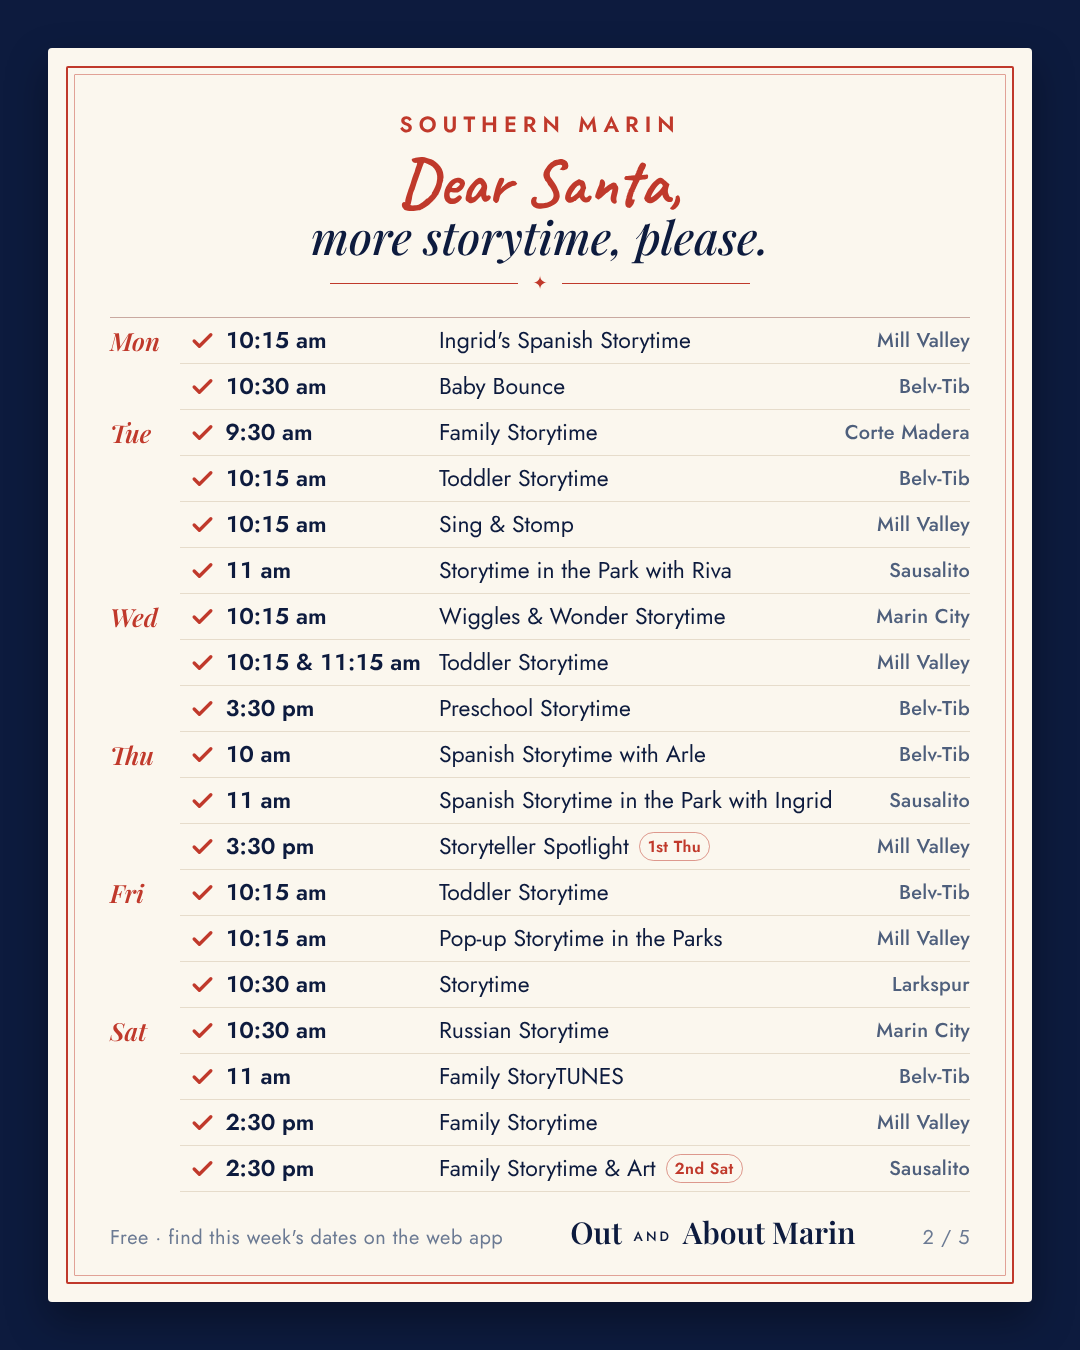 SOUTHERN MARIN
Dear Santa,
more storytime, please.
Mon 10:15 am Ingrid's Spanish Storytime Mill Valley
10:30 am Baby Bounce Belv-Tib
Tue 9:30 am Family Storytime Corte Madera
10:15 am Toddler Storytime Belv-Tib
10:15 am Sing & Stomp Mill Valley
11 am Storytime in the Park with Riva Sausalito
Wed 10:15 am Wiggles & Wonder Storytime Marin City
10:15 & 11:15 am Toddler Storytime Mill Valley
3:30 pm Preschool Storytime Belv-Tib
Thu 10 am Spanish Storytime with Arle Belv-Tib
11 am Spanish Storytime in the Park with Ingrid Sausalito
3:30 pm Storyteller Spotlight 1st Thu Mill Valley
Fri 10:15 am Toddler Storytime Belv-Tib
10:15 am Pop-up Storytime in the Parks Mill Valley
10:30 am Storytime Larkspur
Sat 10:30 am Russian Storytime Marin City
11 am Family StoryTUNES Belv-Tib
2:30 pm Family Storytime Mill Valley
2:30 pm Family Storytime & Art 2nd Sat Sausalito
Free · find this week's dates on the web app Out AND About Marin 2 / 5